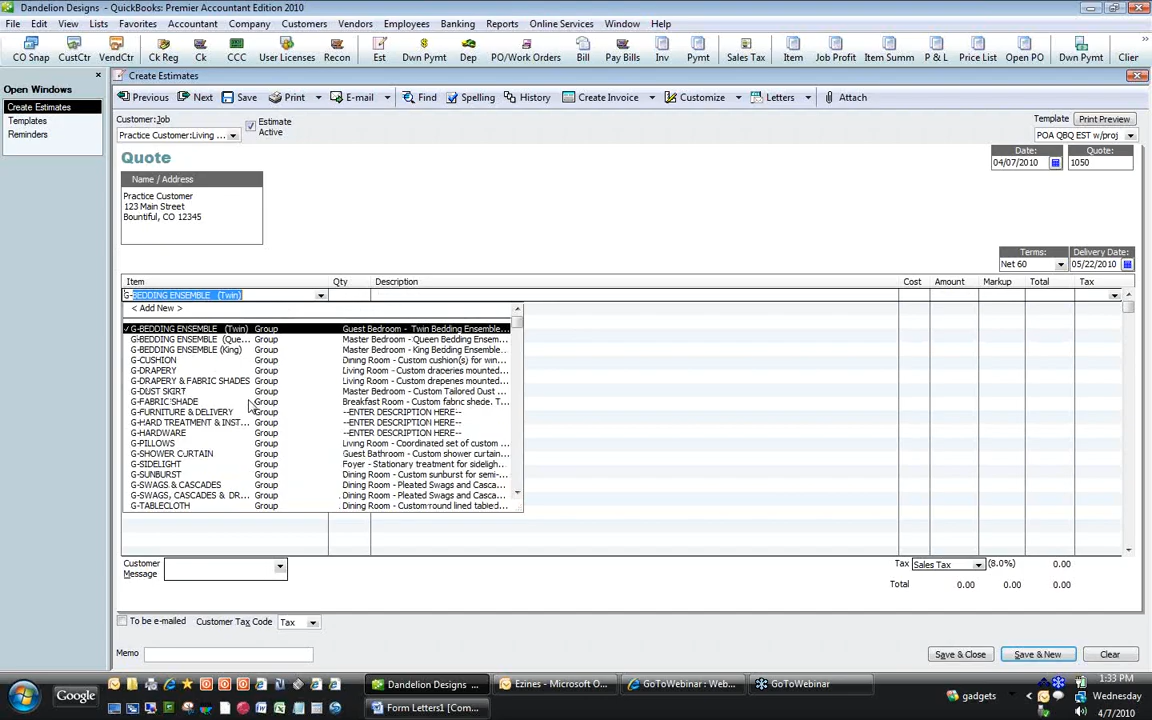 Dandelion Designs - QuickBooks: Premier Accountant Edition 2010
File Edit View Lists Favorites Accountant Company Customers Vendors Employees Banking Reports Online Services Window Help
CO Snap CustCtr VendCtr Ck Reg Ck CCC User Licenses Recon Est Dwn Pymt Dep PO/Work Orders Bill Pay Bills Inv Pymt Sales Tax Item Job Profit Item Summ P & L Price List Open PO Dwn Pymt Clier
Open Windows
Create Estimates
Templates
Reminders
Create Estimates
Previous Next Save Print E-mail Find Spelling History Create Invoice Customize Letters Attach
Customer:Job
Practice Customer:Living ...
Estimate Active
Template Print Preview
POA QBQ EST w/proj
Quote
Date: Quote:
04/07/2010 1050
Name / Address
Practice Customer
123 Main Street
Bountiful, CO 12345
Terms: Delivery Date:
Net 60 05/22/2010
Item Qty Description Cost Amount Markup Total Tax
G-BEDDING ENSEMBLE (Twin)
< Add New >
G-BEDDING ENSEMBLE (Twin) Group Guest Bedroom - Twin Bedding Ensemble...
G-BEDDING ENSEMBLE (Que... Group Master Bedroom - Queen Bedding Ensem...
G-BEDDING ENSEMBLE (King) Group Master Bedroom - King Bedding Ensemble...
G-CUSHION Group Dining Room - Custom cushion(s) for win...
G-DRAPERY Group Living Room - Custom draperies mounted...
G-DRAPERY & FABRIC SHADES Group Living Room - Custom draperies mounted...
G-DUST SKIRT Group Master Bedroom - Custom Tailored Dust ...
G-FABRIC SHADE Group Breakfast Room - Custom fabric shade. T...
G-FURNITURE & DELIVERY Group --ENTER DESCRIPTION HERE--
G-HARD TREATMENT & INST... Group --ENTER DESCRIPTION HERE--
G-HARDWARE Group --ENTER DESCRIPTION HERE--
G-PILLOWS Group Living Room - Coordinated set of custom ...
G-SHOWER CURTAIN Group Guest Bathroom - Custom shower curtain...
G-SIDELIGHT Group Foyer - Stationary treatment for sideligh...
G-SUNBURST Group Dining Room - Custom sunburst for semi-...
G-SWAGS & CASCADES Group Dining Room - Pleated Swags and Casca...
G-SWAGS, CASCADES & DR... Group Dining Room - Pleated Swags and Casca...
G-TABLECLOTH Group Dining Room - Custom round lined tablecl...
Customer Message
Tax Sales Tax (8.0%) 0.00
Total 0.00 0.00 0.00
To be e-mailed Customer Tax Code Tax
Memo
Save & Close Save & New Clear
Google Dandelion Designs ... Ezines - Microsoft O... GoToWebinar : Web... GoToWebinar 1:33 PM
gadgets Wednesday
Form Letters1 [Com... 4/7/2010